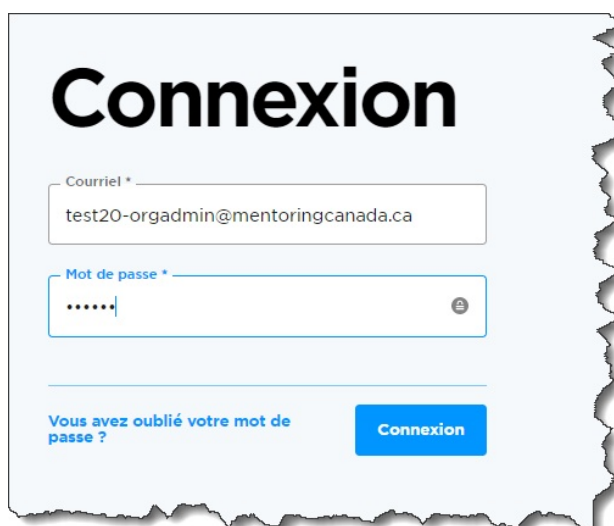 Connexion
Courriel *
test20-orgadmin@mentoringcanada.ca
Mot de passe *
••••••
Vous avez oublié votre mot de
passe ?
Connexion